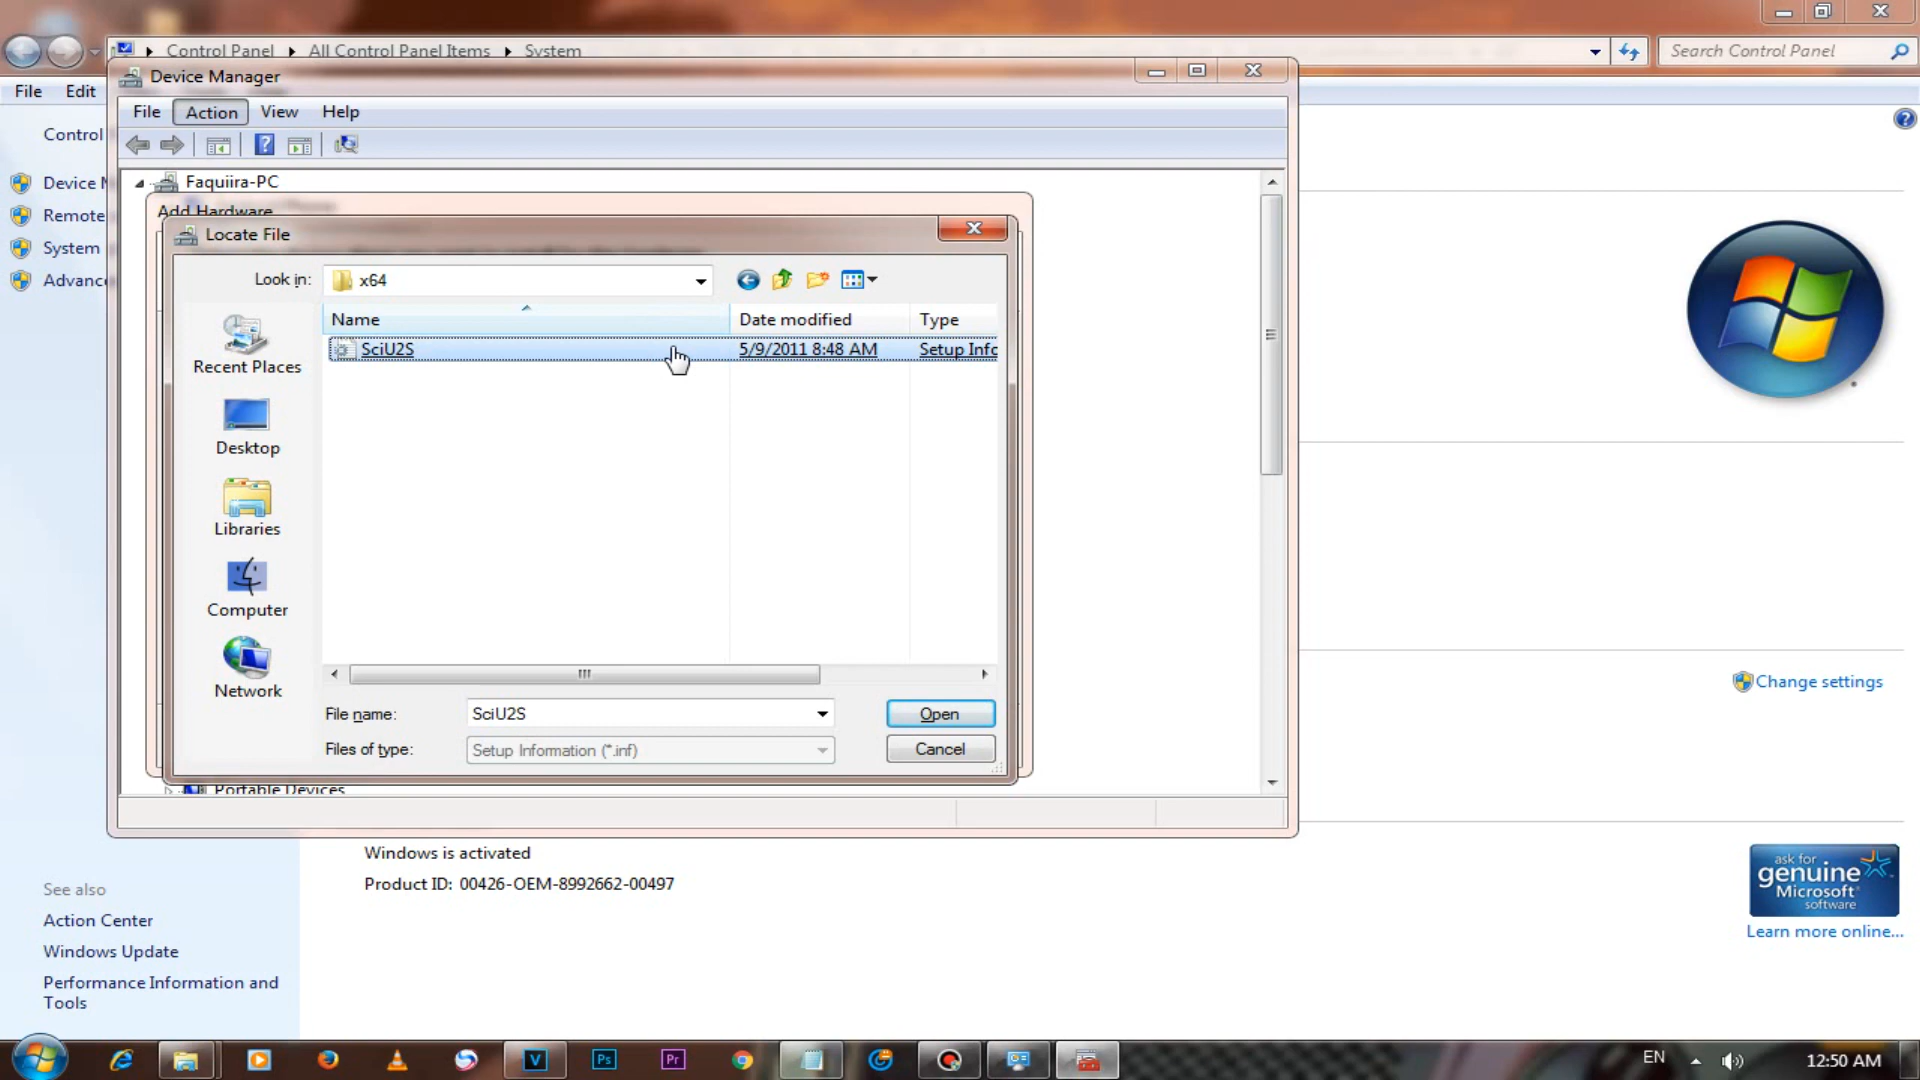 Control Panel
All Control Panel Items
System
Search Control Panel
Device Manager
File
Edit
File
Action
View
Help
Control
Faquiira-PC
Device M
Remote
System
Advanc
Add Hardware
Locate File
Look in:
x64
Name
Date modified
Type
SciU2S
5/9/2011 8:48 AM
Setup Info
Recent Places
Desktop
Libraries
Computer
Network
File name:
SciU2S
Open
Files of type:
Setup Information (*.inf)
Cancel
Portable Devices
Change settings
Windows is activated
Product ID: 00426-OEM-8992662-00497
ask for
genuine
Microsoft
software
Learn more online...
See also
Action Center
Windows Update
Performance Information and
Tools
V
Ps
Pr
EN
12:50 AM